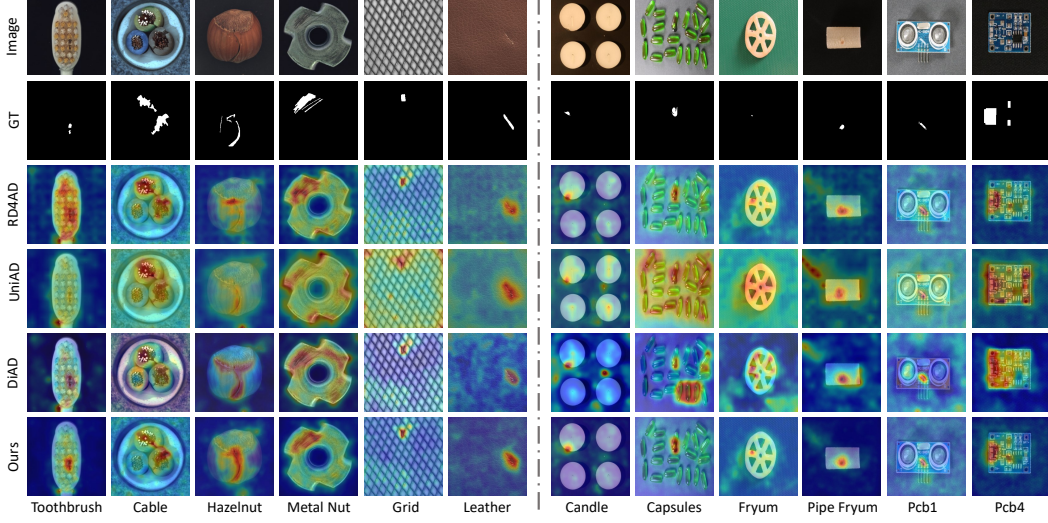 Image
GT
RD4AD
UniAD
DiAD
Ours
Toothbrush Cable Hazelnut Metal Nut Grid Leather Candle Capsules Fryum Pipe Fryum Pcb1 Pcb4